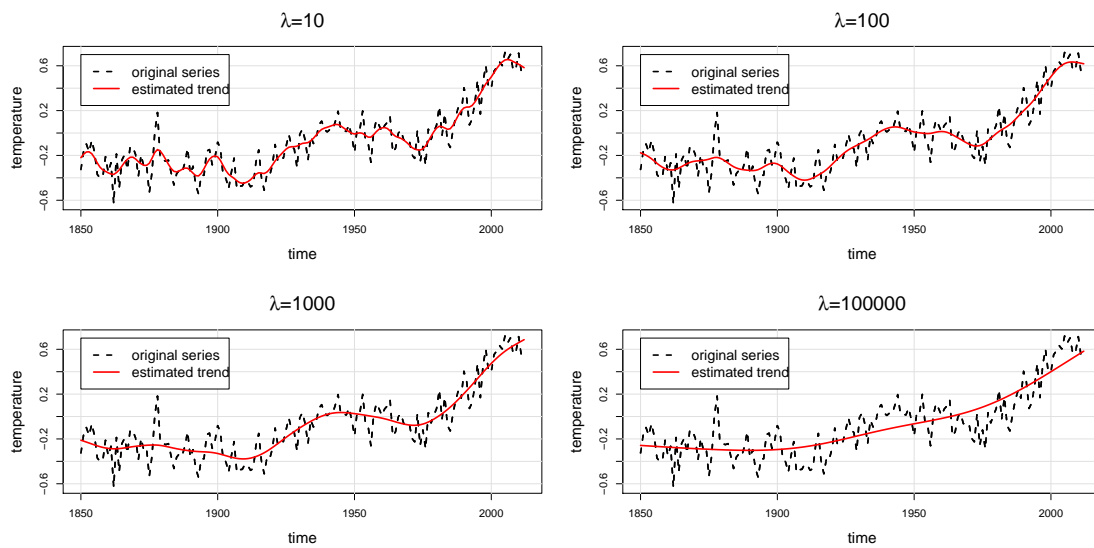 λ=10
original series
estimated trend
temperature
0.6
0.2
−0.2
−0.6
1850 1900 1950 2000
time
λ=100
original series
estimated trend
temperature
0.6
0.2
−0.2
−0.6
1850 1900 1950 2000
time
λ=1000
original series
estimated trend
temperature
0.6
0.2
−0.2
−0.6
1850 1900 1950 2000
time
λ=100000
original series
estimated trend
temperature
0.6
0.2
−0.2
−0.6
1850 1900 1950 2000
time